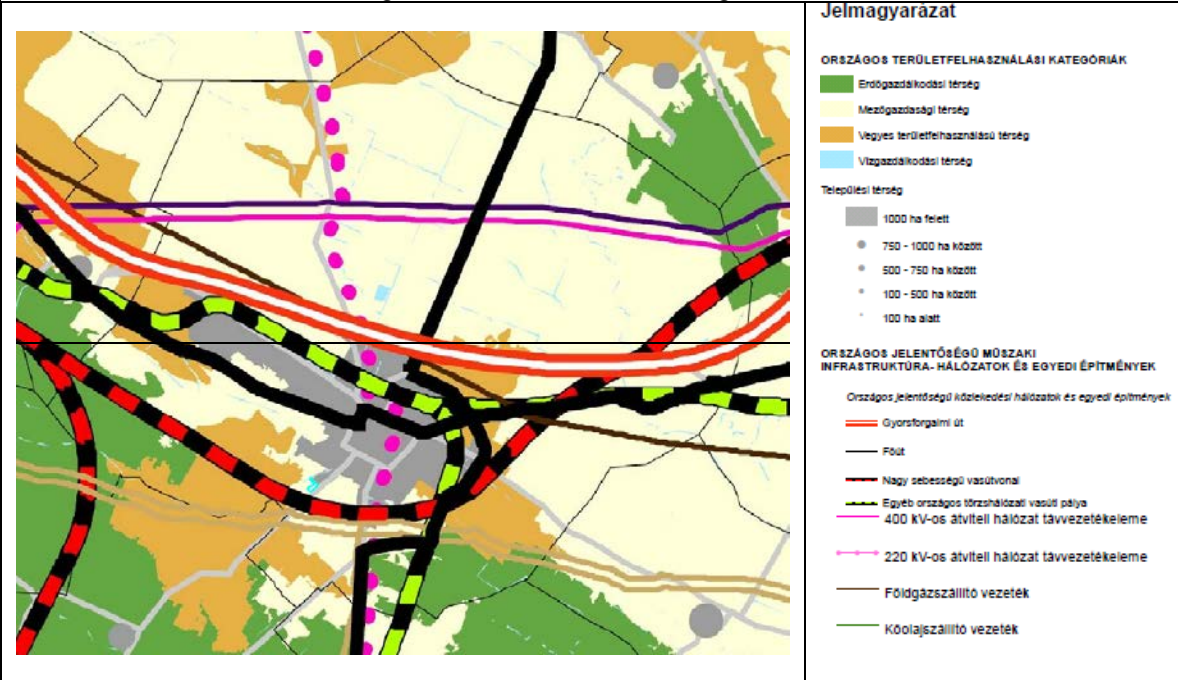 Jelmagyarázat
ORSZÁGOS TERÜLETFELHASZNÁLÁSI KATEGÓRIÁK
Erdőgazdálkodási térség
Mezőgazdasági térség
Vegyes területfelhasználású térség
Vízgazdálkodási térség
Települési térség
1000 ha felett
750 - 1000 ha között
500 - 750 ha között
100 - 500 ha között
100 ha alatt
ORSZÁGOS JELENTŐSÉGŰ MŰSZAKI
INFRASTRUKTÚRA- HÁLÓZATOK ÉS EGYEDI ÉPÍTMÉNYEK
Országos jelentőségű közlekedési hálózatok és egyedi építmények
Gyorsforgalmi út
Főút
Nagy sebességű vasútvonal
Egyéb országos törzshálózati vasúti pálya
400 kV-os átviteli hálózat távvezetékeleme
220 kV-os átviteli hálózat távvezetékeleme
Földgázszállító vezeték
Kőolajszállító vezeték